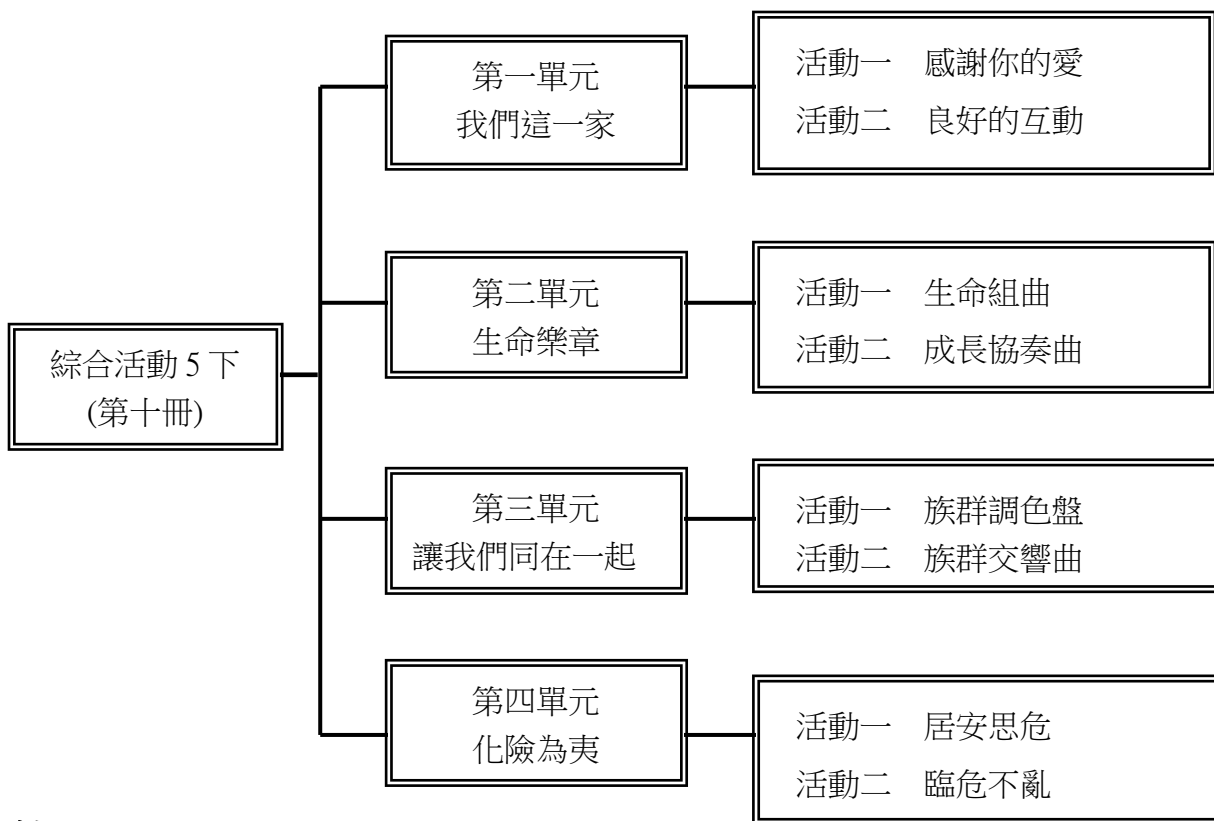 綜合活動 5 下
(第十冊)
第一單元
我們這一家
活動一　感謝你的愛
活動二　良好的互動
第二單元
生命樂章
活動一　生命組曲
活動二　成長協奏曲
第三單元
讓我們同在一起
活動一　族群調色盤
活動二　族群交響曲
第四單元
化險為夷
活動一　居安思危
活動二　臨危不亂